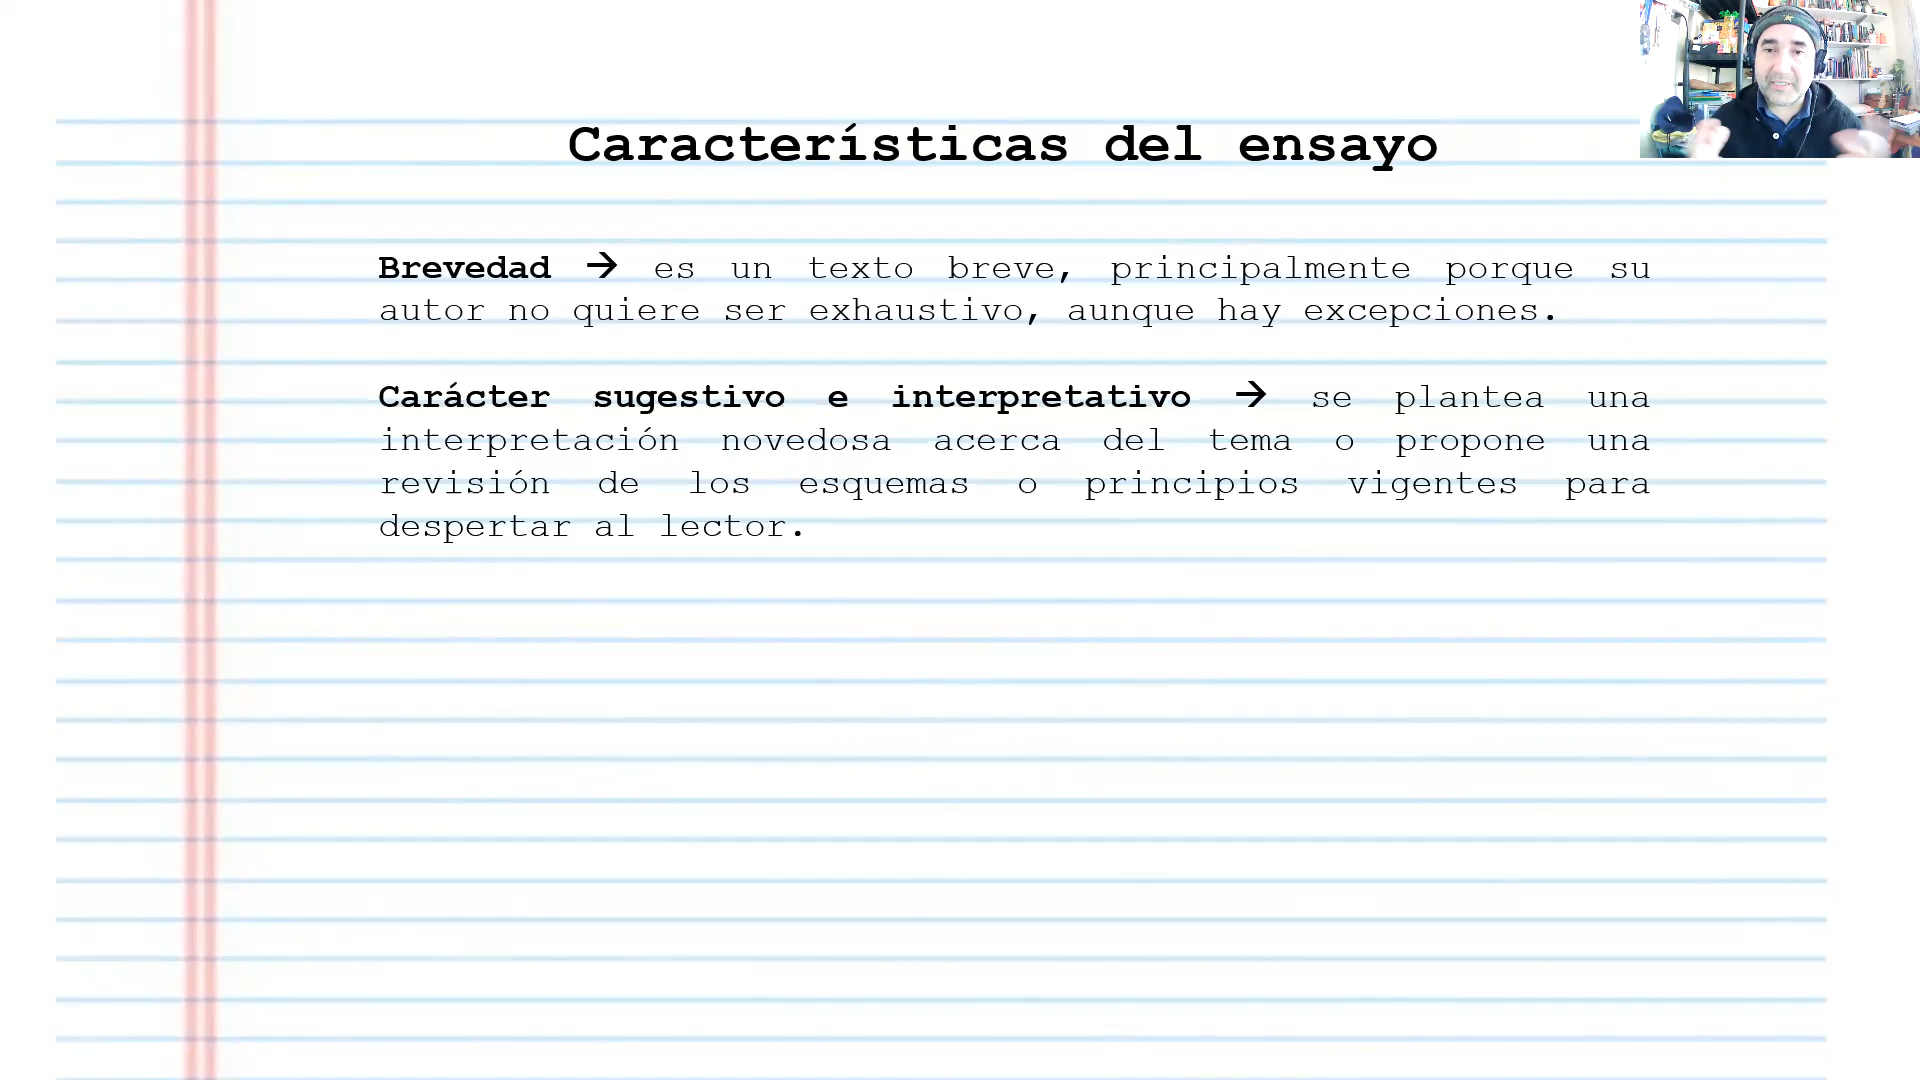 Características del ensayo
Brevedad → es un texto breve, principalmente porque su
autor no quiere ser exhaustivo, aunque hay excepciones.
Carácter sugestivo e interpretativo → se plantea una
interpretación novedosa acerca del tema o propone una
revisión de los esquemas o principios vigentes para
despertar al lector.